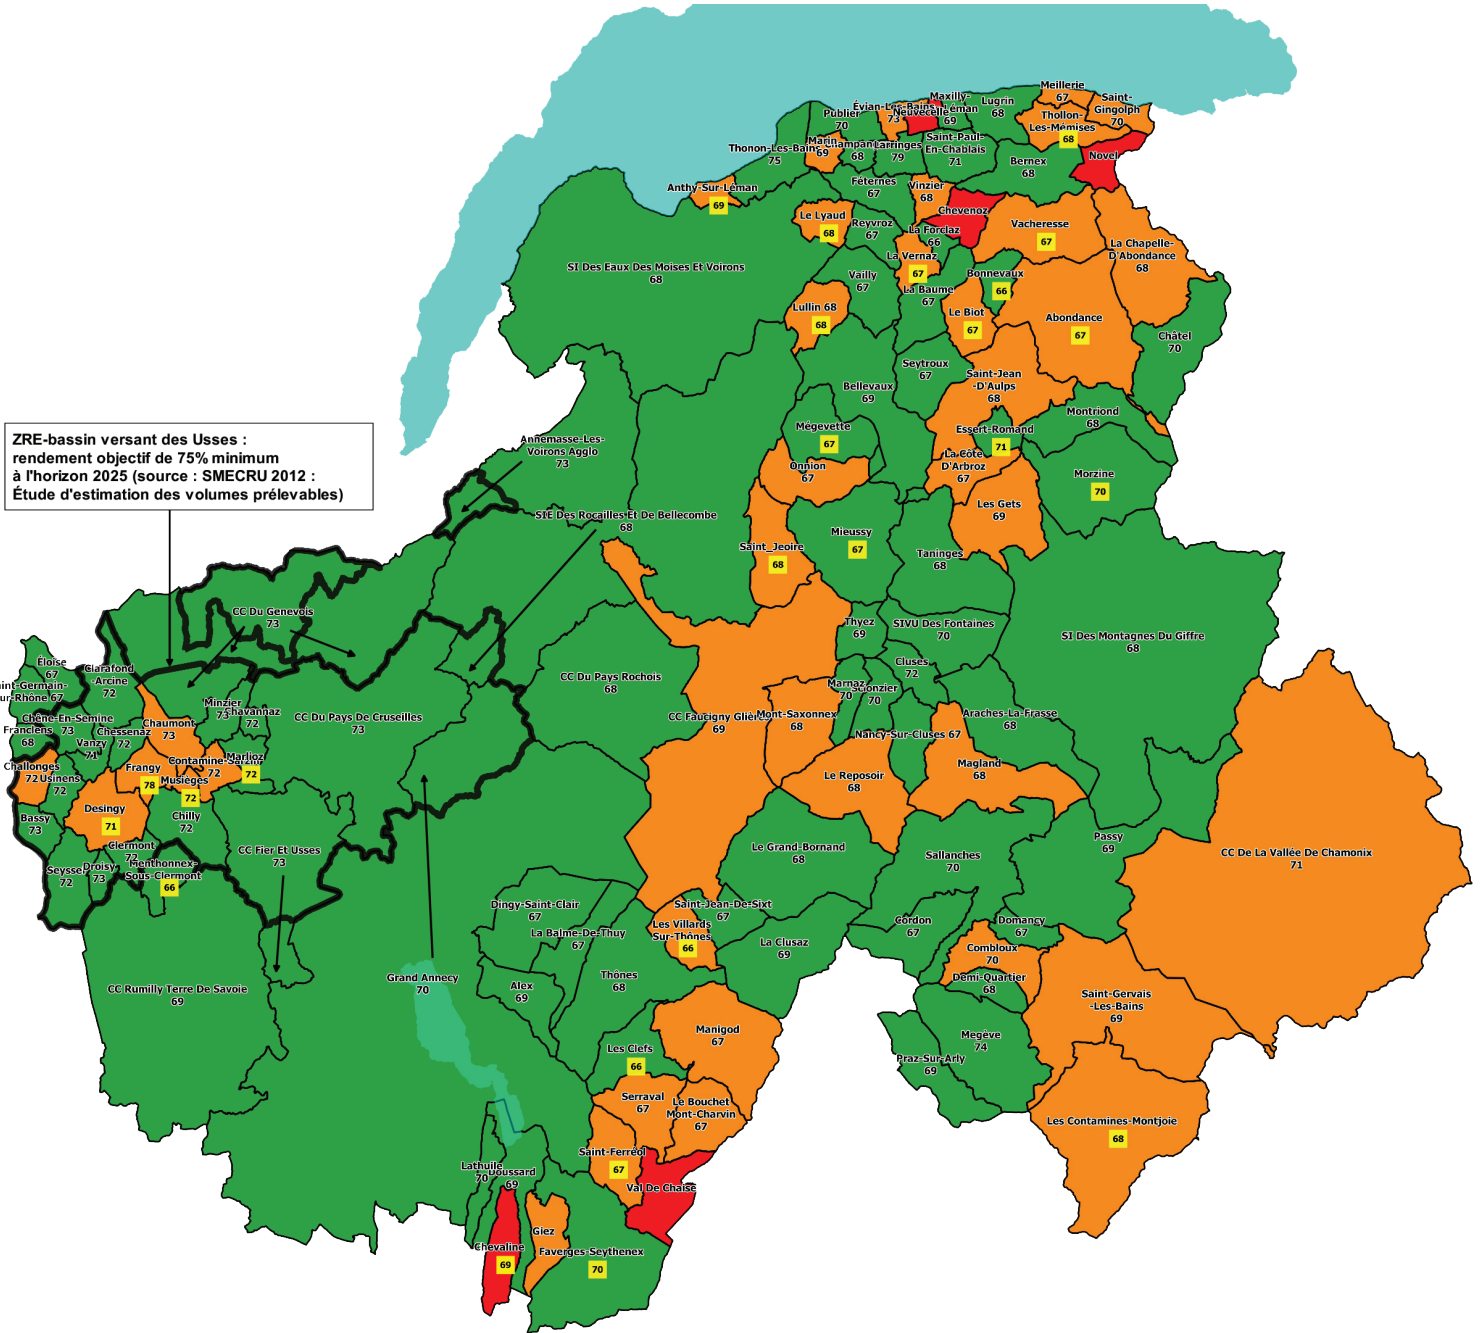 Meillerie
67
Saint-
Gingolph
70
Maxilly-
Léman
69
Lugrin
68
Évian-Les-Bains
73
Neuvecelle
Publier
70
Thollon-
Les-Mémises
68
Thonon-Les-Bains
75
Marin
69
Champan
68
Larringes
79
Saint-Paul-
En-Chablais
71
Bernex
68
Novel
Anthy-Sur-Léman
69
Féternes
67
Vinzier
68
Chevenoz
Le Lyaud
68
Reyvroz
67
La Forclaz
66
Vacheresse
67
La Chapelle-
D'Abondance
68
La Vernaz
67
SI Des Eaux Des Moises Et Voirons
68
Vailly
67
La Baume
67
Bonnevaux
66
Lullin 68
68
Le Biot
67
Abondance
67
Châtel
70
Seytroux
67
Saint-Jean
-D'Aulps
68
Bellevaux
69
Montriond
68
Mégevette
67
Essert-Romand
71
ZRE-bassin versant des Usses :
rendement objectif de 75% minimum
à l'horizon 2025 (source : SMECRU 2012 :
Étude d'estimation des volumes prélevables)
Annemasse-Les-
Voirons Agglo
73
Onnion
67
La Côte
D'Arbroz
67
Morzine
70
Les Gets
69
SIE Des Rocailles Et De Bellecombe
68
Saint_Jeoire
68
Mieussy
67
Taninges
68
CC Du Genevois
73
Thyez
69
SIVU Des Fontaines
70
SI Des Montagnes Du Giffre
68
Éloise
67
Saint-Germain-
Sur-Rhône 67
Clarafond
-Arcine
72
Cluses
72
CC Du Pays Rochois
68
Marnaz
70
Scionzier
70
Minzier
73
Chavannaz
72
CC Du Pays De Cruseilles
73
Chêne-En-Semine
73
Franclens
68
Chessenaz
72
Chaumont
73
Vanzy
71
CC Faucigny Glières
69
Mont-Saxonnex
68
Araches-La-Frasse
68
Nancy-Sur-Cluses 67
Challonges
72
Usinens
72
Frangy
78
Contamine-Sarzin
72
Marlioz
72
Musièges
72
Le Reposoir
68
Magland
68
Desingy
71
Bassy
73
Chilly
72
Clermont
72
CC Fier Et Usses
73
Le Grand-Bornand
68
Sallanches
70
Passy
69
CC De La Vallée De Chamonix
71
Seyssel
72
Droisy
73
Menthonnex-
Sous-Clermont
66
Dingy-Saint-Clair
67
Saint-Jean-De-Sixt
67
Les Villards
Sur-Thônes
66
La Balme-De-Thuy
67
La Clusaz
69
Cordon
67
Domancy
67
Combloux
70
Demi-Quartier
68
Grand Annecy
70
Alex
69
Thônes
68
CC Rumilly Terre De Savoie
69
Saint-Gervais
-Les-Bains
69
Manigod
67
Megève
74
Les Clefs
66
Praz-Sur-Arly
69
Serraval
67
Le Bouchet
Mont-Charvin
67
Les Contamines-Montjoie
68
Saint-Ferréol
67
Lathuile
70
Doussard
69
Val De Chaise
Giez
Chevaline
69
Faverges-Seythenex
70